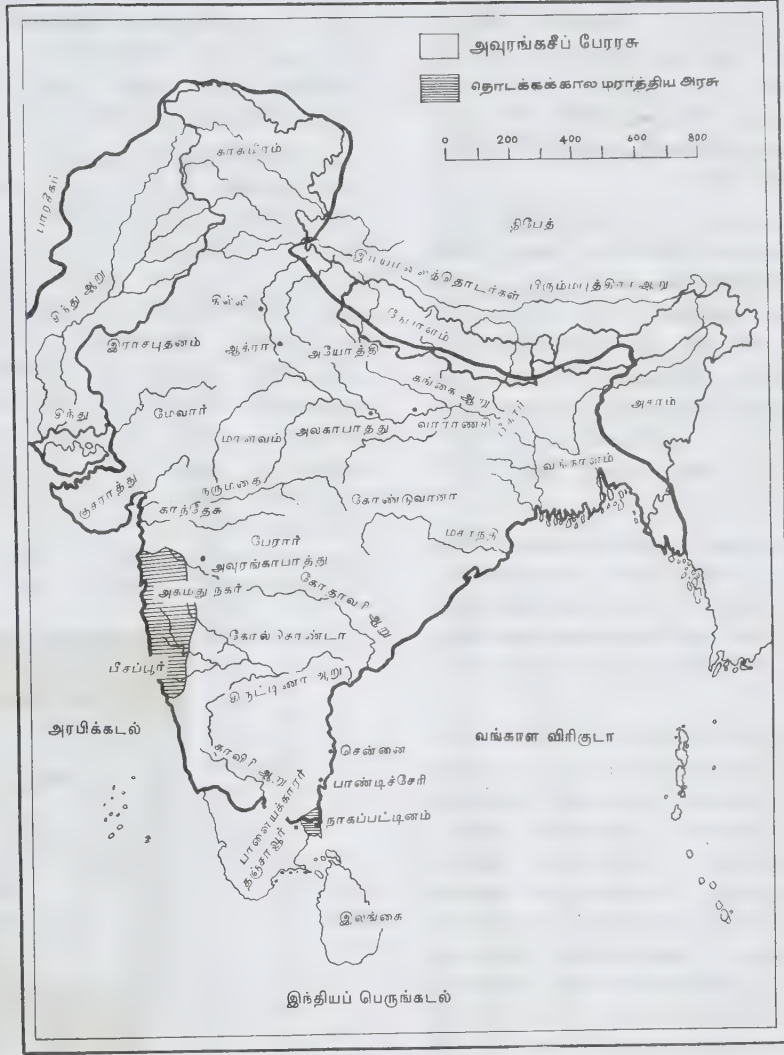 அவுரங்கசீப் பேரரசு
தொடக்கக்கால மராத்திய அரசு
0 200 400 600 800
காசுமீரம்
பாரசீகப்
திபேத்
இமயமலைத்தொடர்கள்
பிரும்மபுத்திரா ஆறு
சிந்து ஆறு
தில்லி
நேபாளம்
இராசபுதனம்
ஆக்ரா
அயோத்தி
கங்கை ஆறு
அசாம்
சிந்து
மேவார்
மாளவம்
அலகாபாத்து
வாராணசி
பீகார்
வங்காளம்
குசராத்து
நருமதை
காந்தேசு
கோண்டுவானா
மகாநதி
பேரார்
அவுரங்காபாத்து
அகமது நகர்
கோதாவரி ஆறு
கோல்கொண்டா
பீசப்பூர்
கிருட்டினா ஆறு
அரபிக்கடல்
வங்காள விரிகுடா
சென்னை
காவிரி ஆறு
பாண்டிச்சேரி
பாளையக்காரர்
தஞ்சாவூர்
நாகப்பட்டினம்
இலங்கை
இந்தியப் பெருங்கடல்